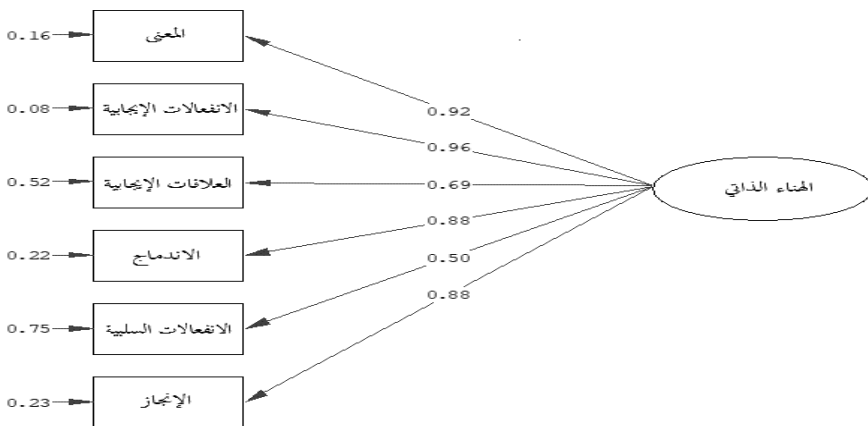 0.16
المعنى
0.92
0.08
الانفعالات الإيجابية
0.96
0.52
العلاقات الإيجابية
0.69
الهناء الذاتي
0.22
الاندماج
0.88
0.75
الانفعالات السلبية
0.50
0.23
الإنجاز
0.88